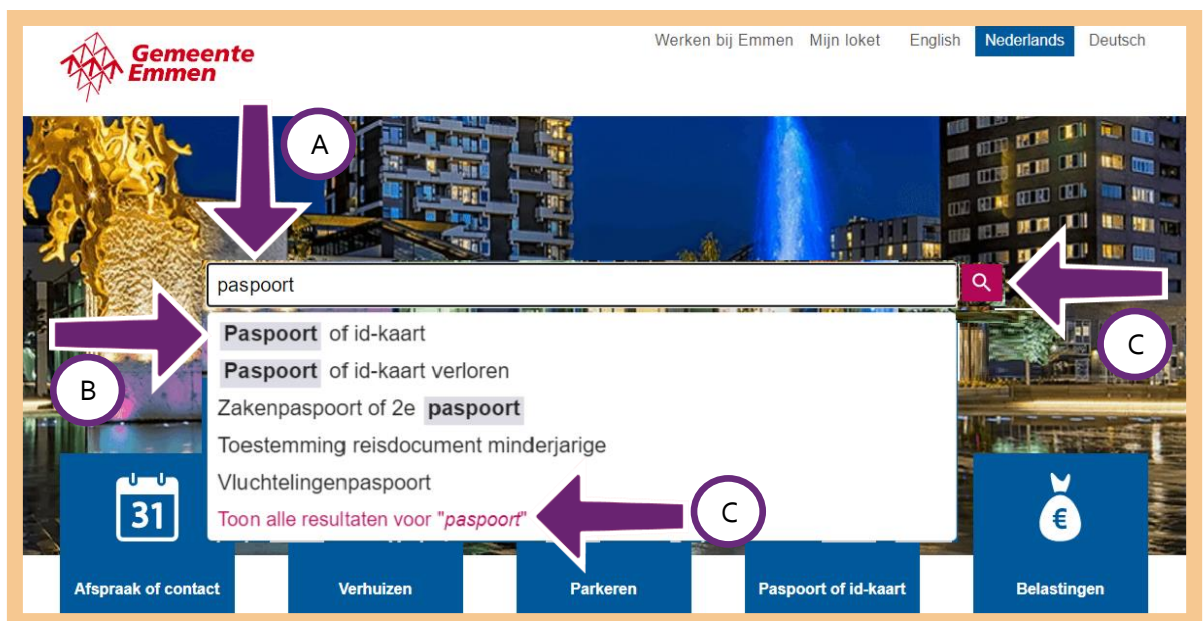 Gemeente
Emmen
Werken bij Emmen Mijn loket English Nederlands Deutsch
A
paspoort
C
B
Paspoort of id-kaart
Paspoort of id-kaart verloren
Zakenpaspoort of 2e paspoort
Toestemming reisdocument minderjarige
Vluchtelingenpaspoort
Toon alle resultaten voor "paspoort"
C
31
€
Afspraak of contact
Verhuizen
Parkeren
Paspoort of id-kaart
Belastingen